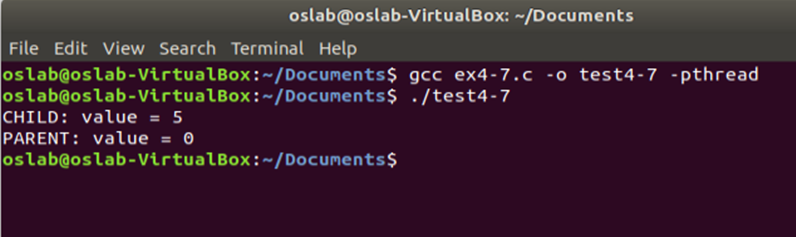 oslab@oslab-VirtualBox: ~/Documents
File Edit View Search Terminal Help
oslab@oslab-VirtualBox:~/Documents$ gcc ex4-7.c -o test4-7 -pthread
oslab@oslab-VirtualBox:~/Documents$ ./test4-7
CHILD: value = 5
PARENT: value = 0
oslab@oslab-VirtualBox:~/Documents$